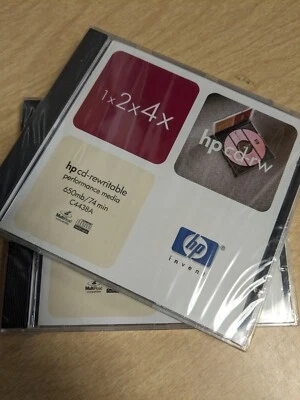 1x2x4x
hp cd-rw
hp cd-rewritable
performance media
650mb/74 min
C4438A
hp
invent